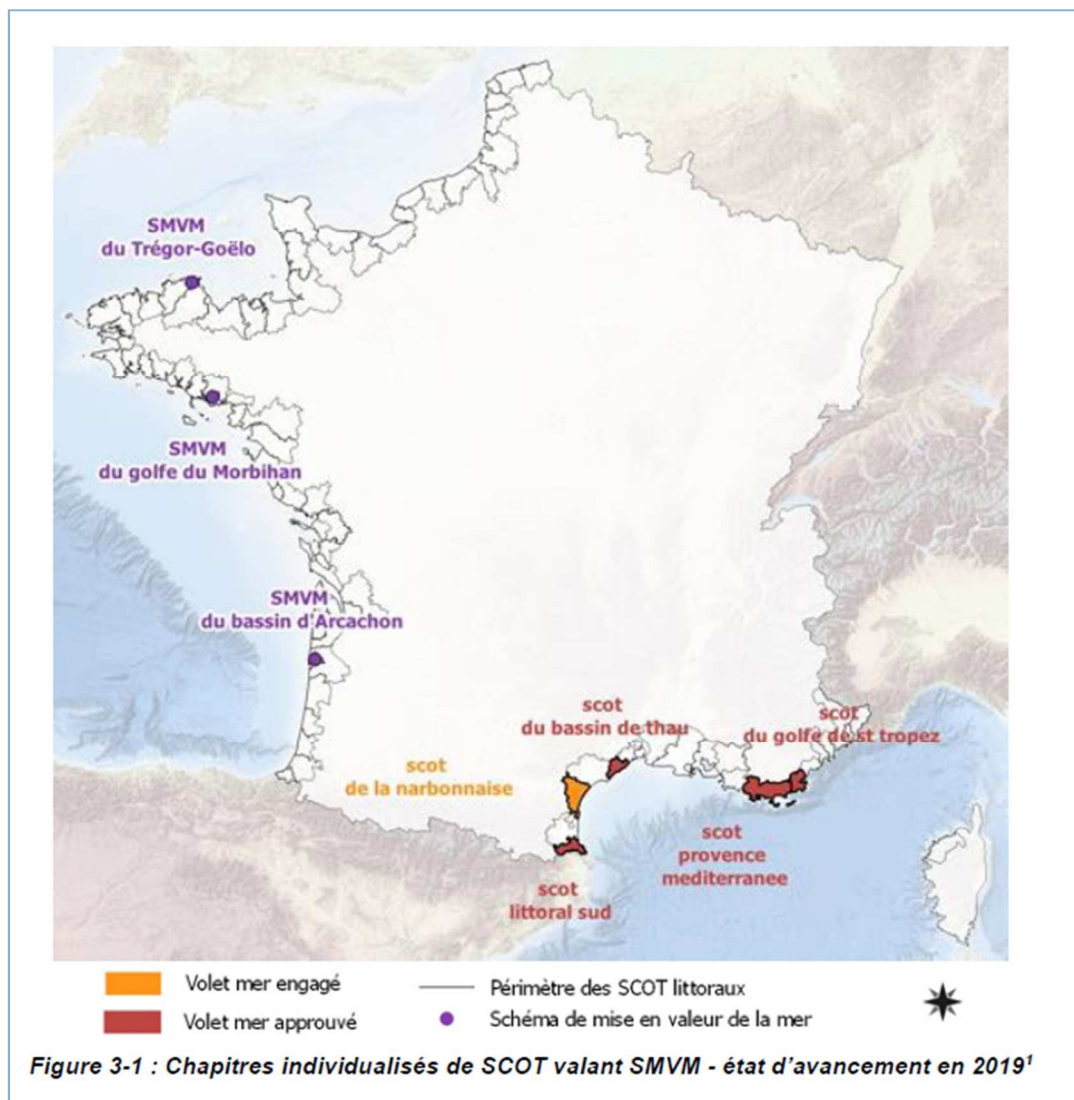 SMVM
du Trégor-Goëlo
SMVM
du golfe du Morbihan
SMVM
du bassin d'Arcachon
scot
du bassin de thau
scot
du golfe de st tropez
scot
de la narbonnaise
scot
provence
mediterranee
scot
littoral sud
Volet mer engagé
Périmètre des SCOT littoraux
Volet mer approuvé
Schéma de mise en valeur de la mer
Figure 3-1 : Chapitres individualisés de SCOT valant SMVM - état d'avancement en 2019¹